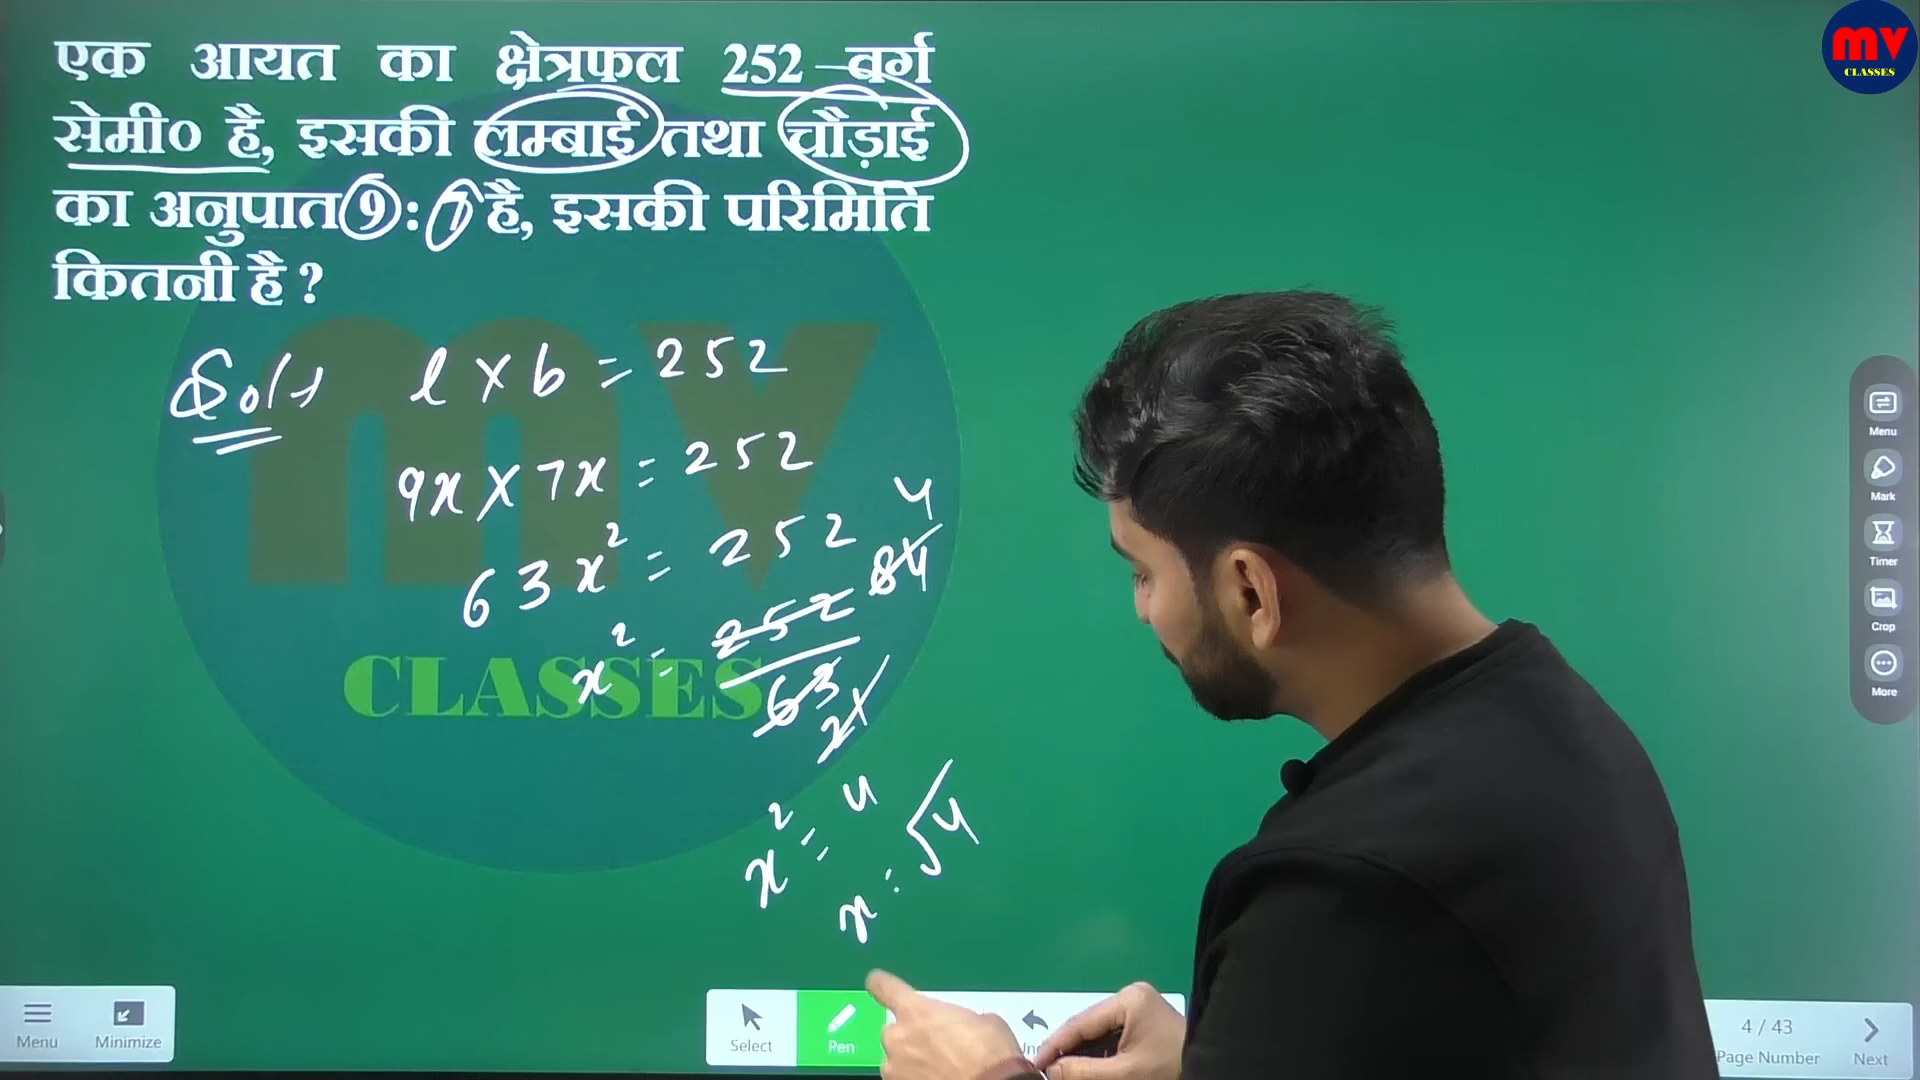 mv
CLASSES
एक आयत का क्षेत्रफल 252 वर्ग
सेमी० है, इसकी लम्बाई तथा चौड़ाई
का अनुपात 9 : 7 है, इसकी परिमिति
कितनी है ?
mv
CLASSES
Sol
l × b = 252
9x × 7x = 252
63x² = 252
x² = 252/63 84/21 4
x² = 4
x = √4
Menu
Mark
Timer
Crop
More
Menu
Minimize
Select
Pen
4 / 43
Page Number
Next